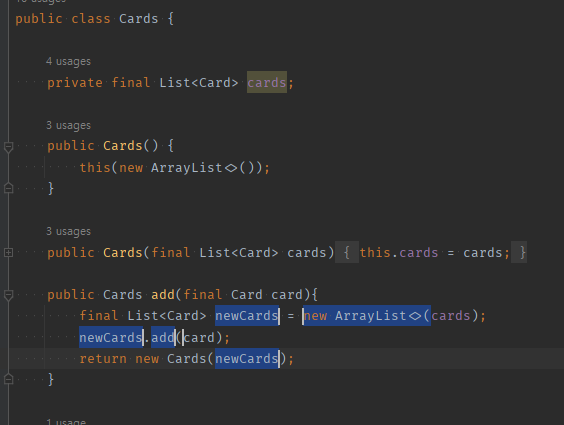 public class Cards {
4 usages
private final List<Card> cards;
3 usages
public Cards() {
this(new ArrayList<>());
}
3 usages
public Cards(final List<Card> cards) { this.cards = cards; }
public Cards add(final Card card){
final List<Card> newCards = new ArrayList<>(cards);
newCards.add(card);
return new Cards(newCards);
}
1 usage